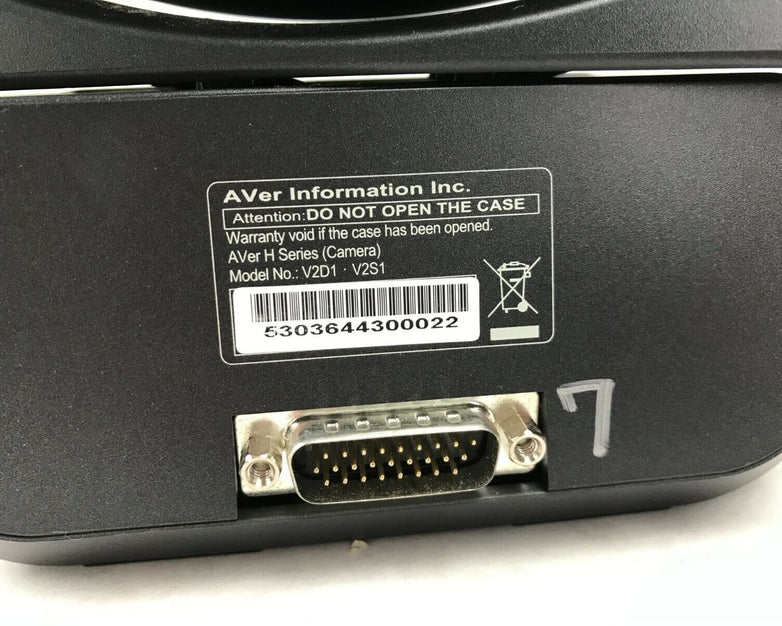 AVer Information Inc.
Attention:DO NOT OPEN THE CASE
Warranty void if the case has been opened.
AVer H Series (Camera)
Model No.: V2D1 · V2S1
5303644300022
7